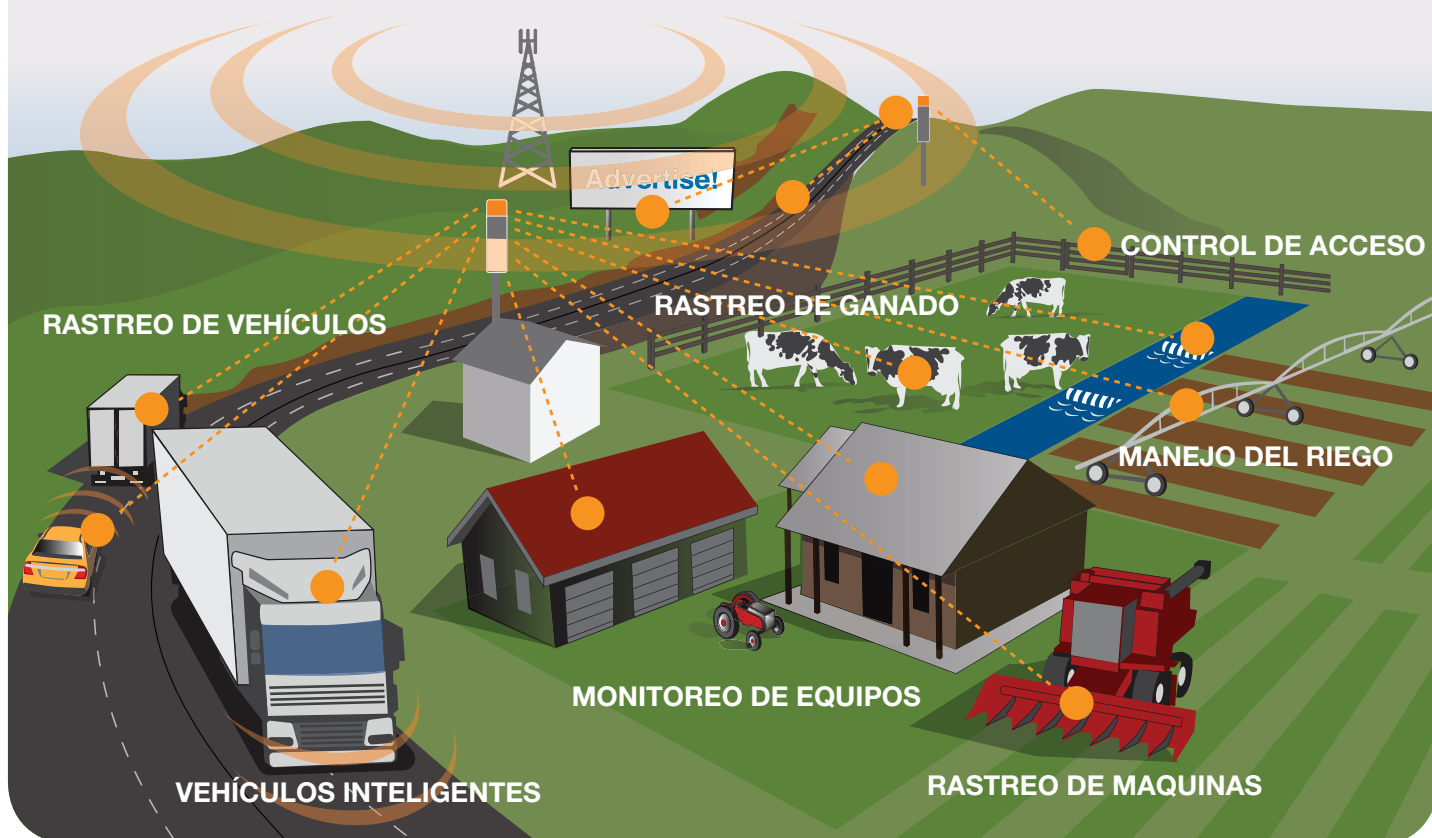 Advertise!
CONTROL DE ACCESO
RASTREO DE GANADO
RASTREO DE VEHÍCULOS
MANEJO DEL RIEGO
MONITOREO DE EQUIPOS
RASTREO DE MAQUINAS
VEHÍCULOS INTELIGENTES